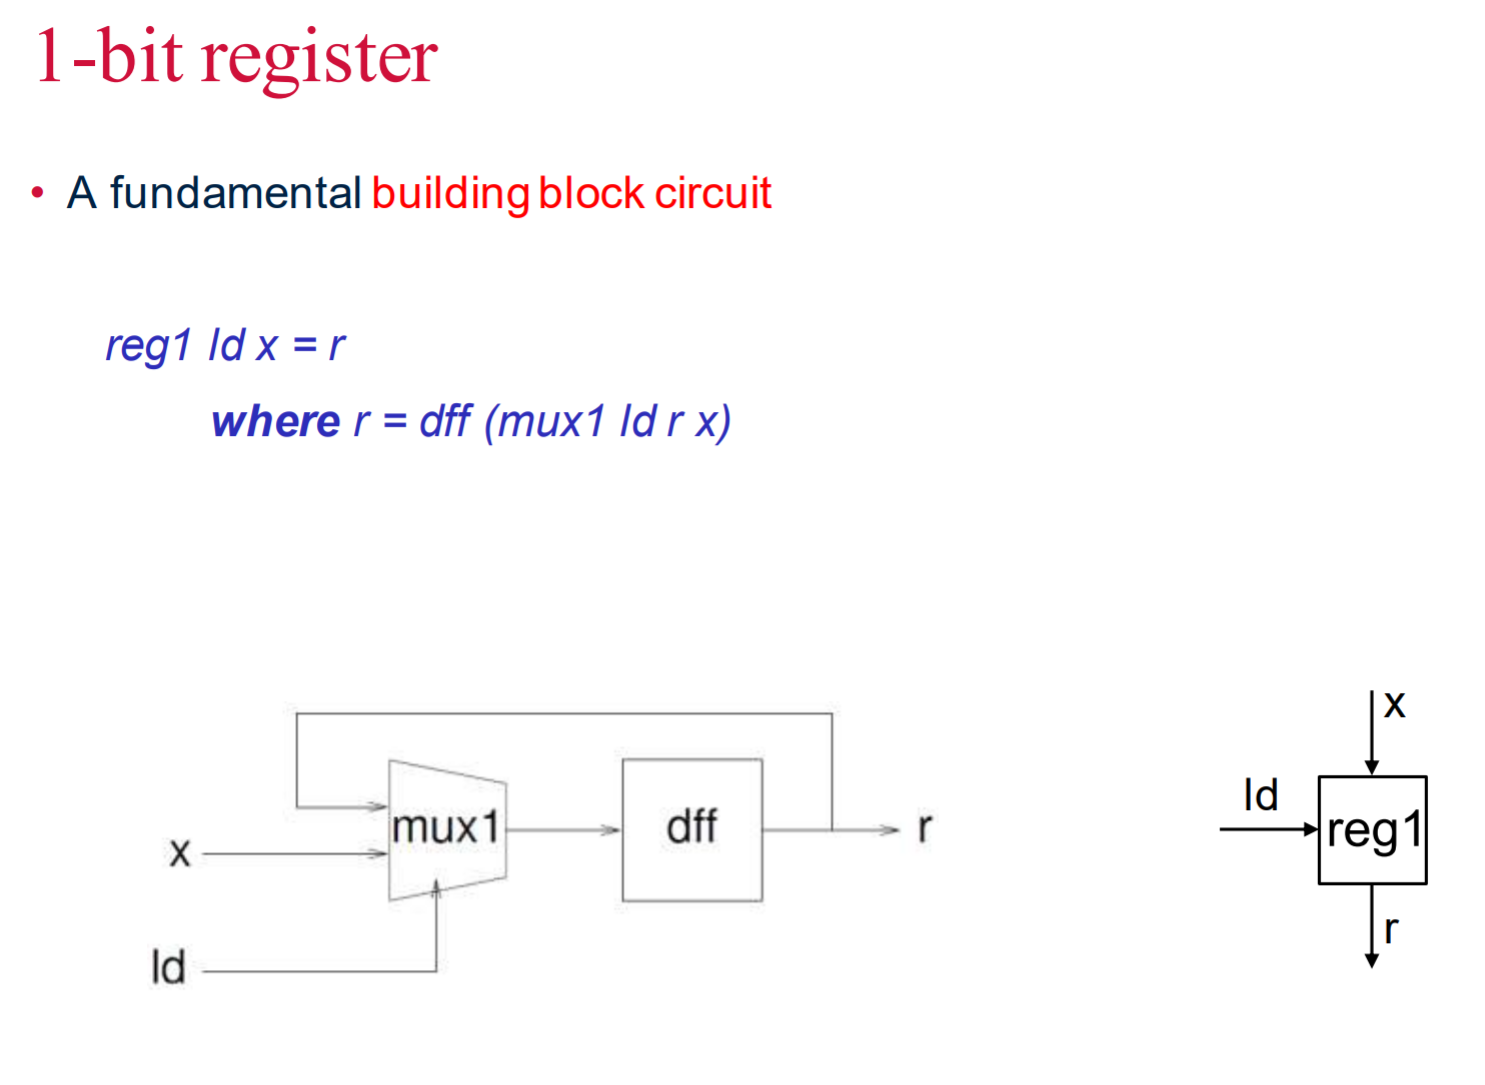 1-bit register
• A fundamental building block circuit
reg1 ld x = r
where r = dff (mux1 ld r x)
mux1
dff
r
x
ld
x
ld
reg1
r